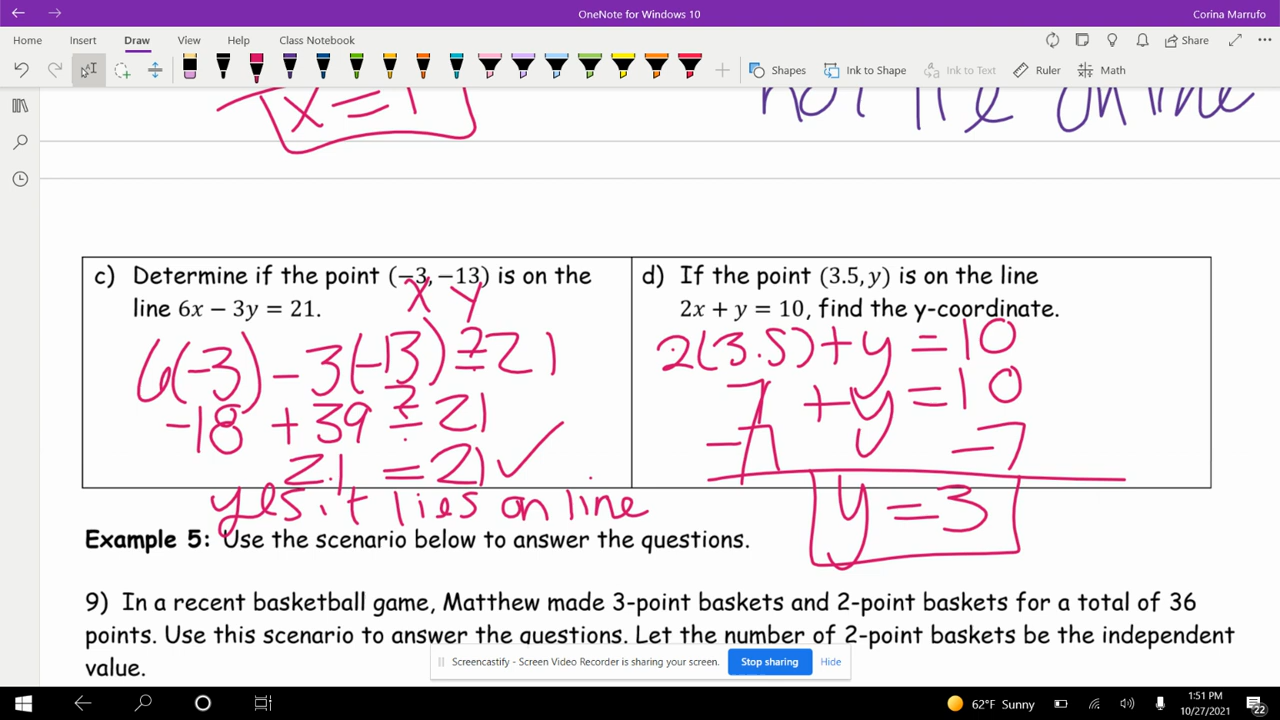 OneNote for Windows 10
Corina Marrufo
Home Insert Draw View Help Class Notebook
Share
Shapes Ink to Shape Ink to Text Ruler Math
x = 1
not lie on line
c) Determine if the point (−3, −13) is on the
line 6x − 3y = 21.
x y
6(-3) - 3(-13) ≟ 21
-18 + 39 ≟ 21
21 = 21 ✓
yes it lies on line
d) If the point (3.5, y) is on the line
2x + y = 10, find the y-coordinate.
2(3.5) + y = 10
7 + y = 10
-7 -7
y = 3
Example 5: Use the scenario below to answer the questions.
9) In a recent basketball game, Matthew made 3-point baskets and 2-point baskets for a total of 36
points. Use this scenario to answer the questions. Let the number of 2-point baskets be the independent
value.
Screencastify - Screen Video Recorder is sharing your screen. Stop sharing Hide
62°F Sunny
1:51 PM
10/27/2021
22